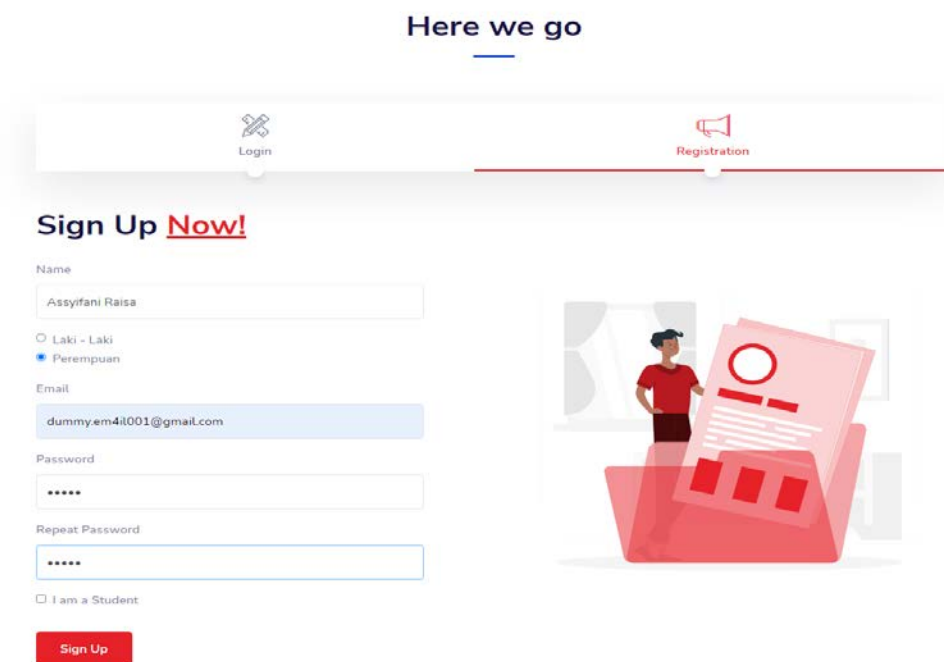 Here we go
Login
Registration
Sign Up Now!
Name
Assyifani Raisa
Laki - Laki
Perempuan
Email
dummy.em4il001@gmail.com
Password
•••••
Repeat Password
•••••
I am a Student
Sign Up